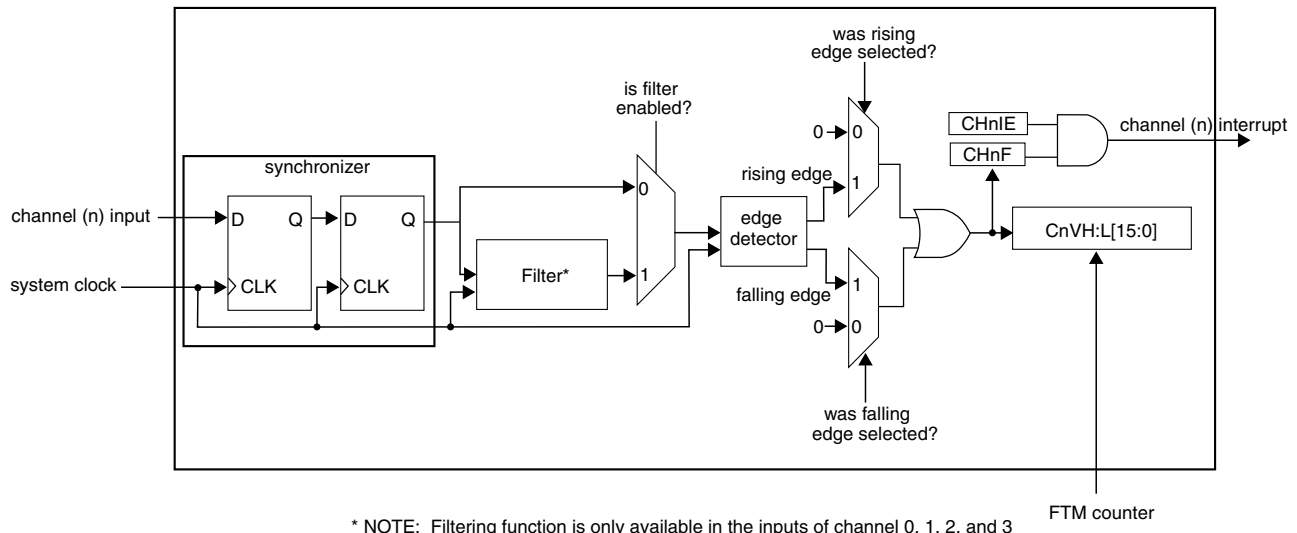 was rising
edge selected?
is filter
enabled?
0
0
CHnIE
channel (n) interrupt
CHnF
synchronizer
rising edge
1
0
channel (n) input
D
Q
D
Q
edge
detector
CnVH:L[15:0]
Filter*
1
system clock
CLK
CLK
falling edge
1
0
0
was falling
edge selected?
FTM counter
* NOTE: Filtering function is only available in the inputs of channel 0, 1, 2, and 3